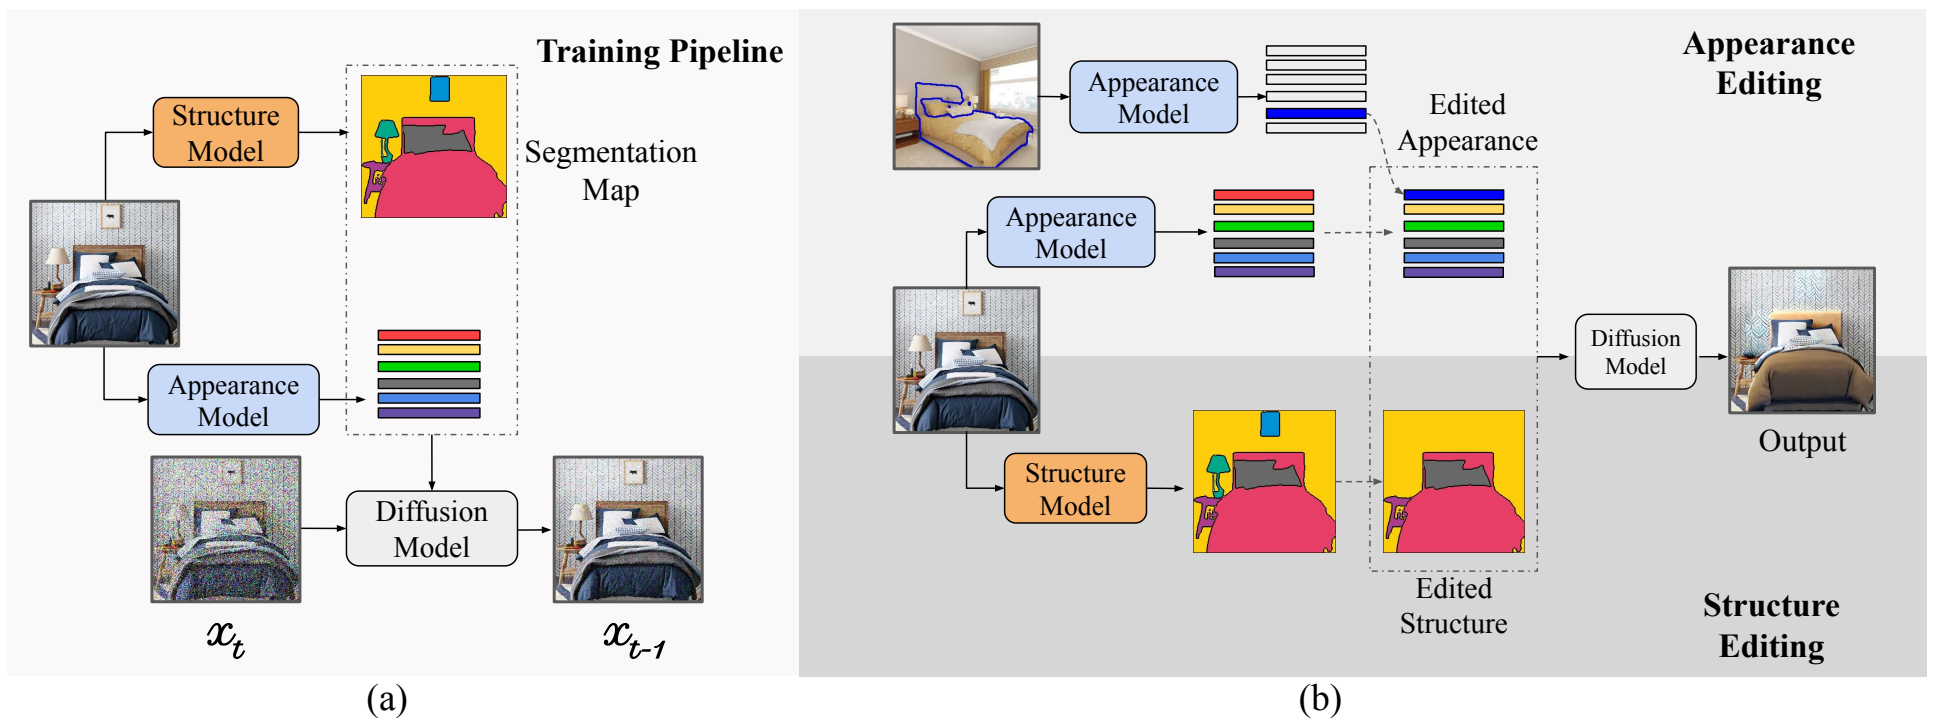 Training Pipeline
Structure
Model
Segmentation
Map
Appearance
Model
Diffusion
Model
x_t
x_{t-1}
(a)
Appearance
Editing
Appearance
Model
Edited
Appearance
Appearance
Model
Diffusion
Model
Output
Structure
Model
Edited
Structure
Structure
Editing
(b)